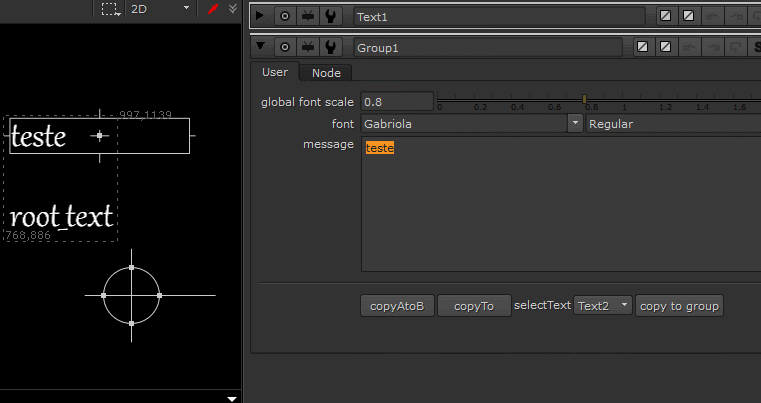 2D
Text1
Group1
User Node
global font scale 0.8
0 0.2 0.4 0.6 0.8 1 1.2 1.4 1.6
font Gabriola Regular
message teste
997,1139
teste
root_text
768,886
copyAtoB copyTo selectText Text2 copy to group